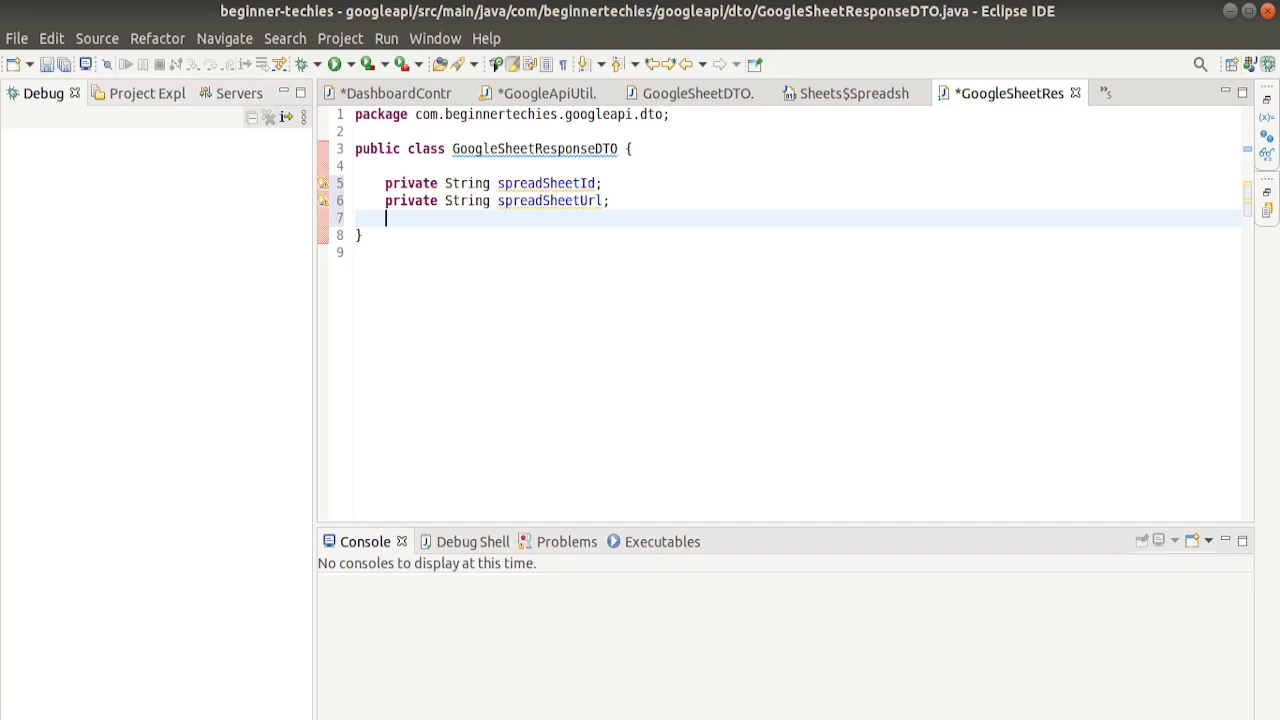 beginner-techies - googleapi/src/main/java/com/beginnertechies/googleapi/dto/GoogleSheetResponseDTO.java - Eclipse IDE
File Edit Source Refactor Navigate Search Project Run Window Help
Debug Project Expl Servers
*DashboardContr *GoogleApiUtil. GoogleSheetDTO. Sheets$Spreadsh *GoogleSheetRes »5
1 package com.beginnertechies.googleapi.dto;
2
3 public class GoogleSheetResponseDTO {
4
5 private String spreadSheetId;
6 private String spreadSheetUrl;
7
8 }
9
Console Debug Shell Problems Executables
No consoles to display at this time.